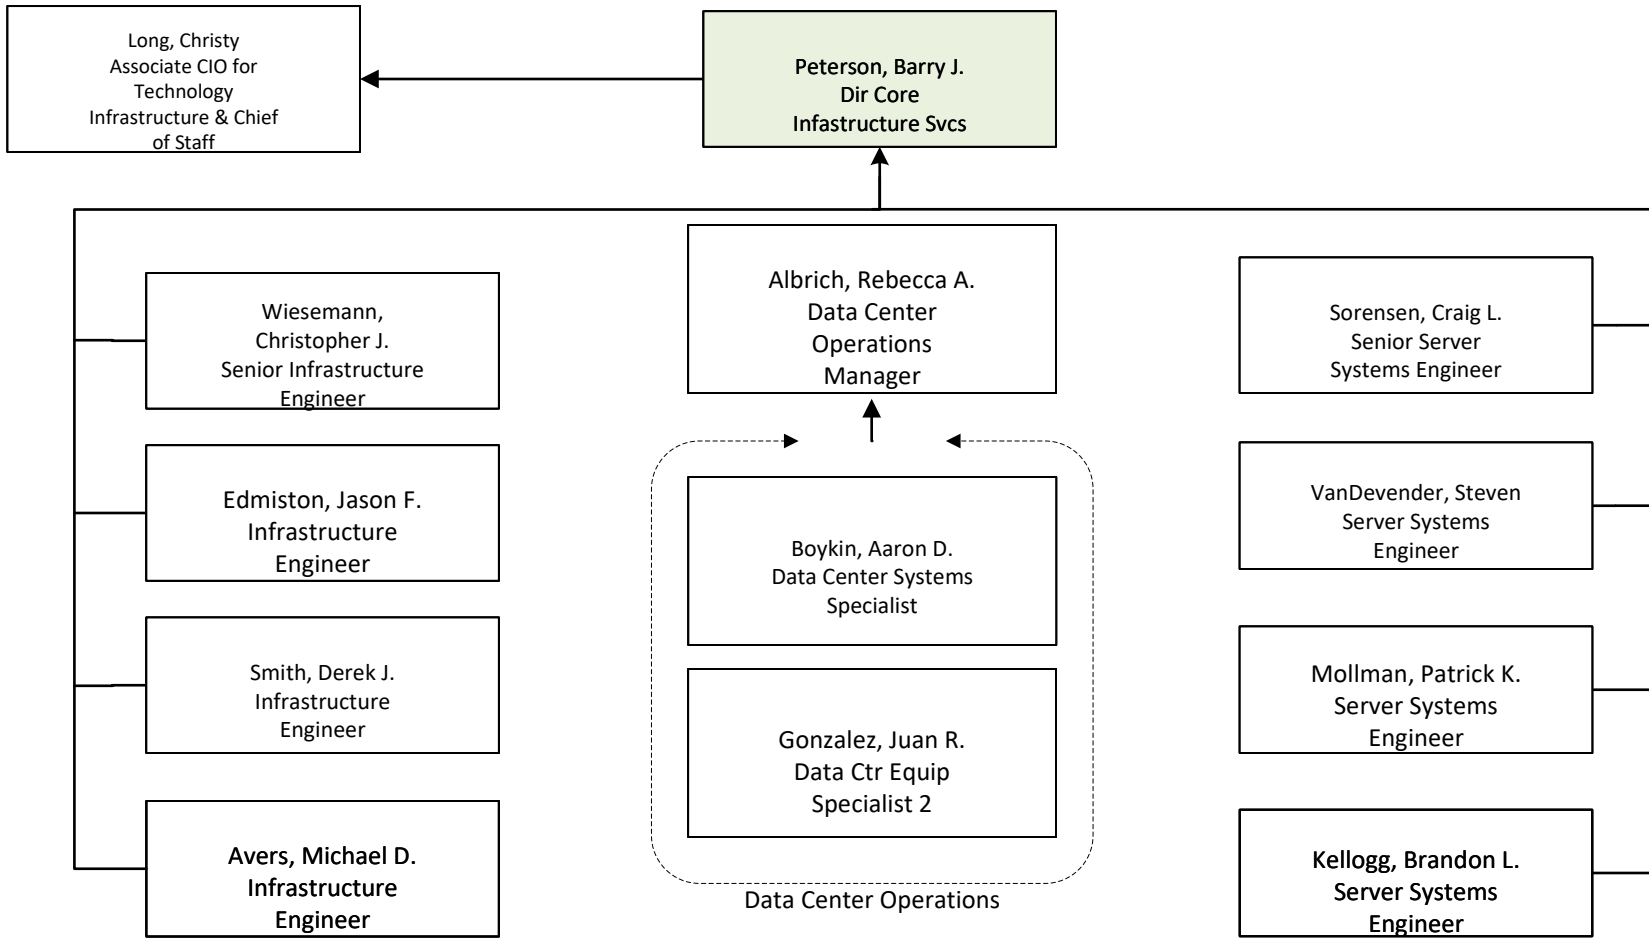 Long, Christy
Associate CIO for
Technology
Infrastructure & Chief
of Staff
Peterson, Barry J.
Dir Core
Infastructure Svcs
Wiesemann,
Christopher J.
Senior Infrastructure
Engineer
Edmiston, Jason F.
Infrastructure
Engineer
Smith, Derek J.
Infrastructure
Engineer
Avers, Michael D.
Infrastructure
Engineer
Albrich, Rebecca A.
Data Center
Operations
Manager
Boykin, Aaron D.
Data Center Systems
Specialist
Gonzalez, Juan R.
Data Ctr Equip
Specialist 2
Data Center Operations
Sorensen, Craig L.
Senior Server
Systems Engineer
VanDevender, Steven
Server Systems
Engineer
Mollman, Patrick K.
Server Systems
Engineer
Kellogg, Brandon L.
Server Systems
Engineer